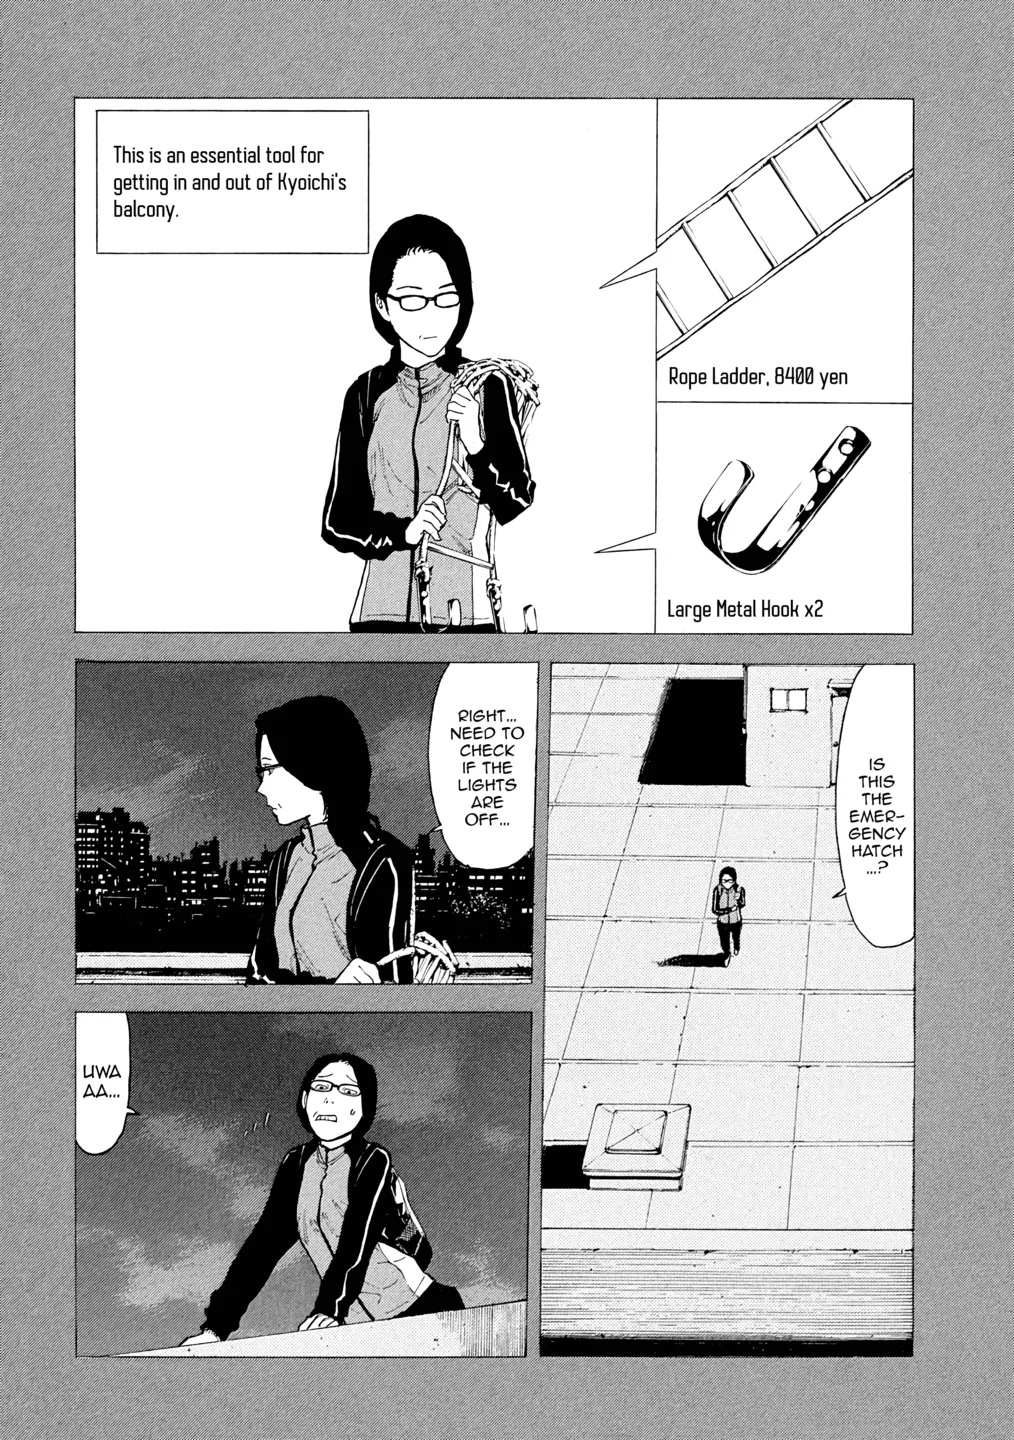 This is an essential tool for
getting in and out of Kyoichi's
balcony.
Rope Ladder, 8400 yen
Large Metal Hook x2
IS
THIS
THE
EMER-
GENCY
HATCH
...?
RIGHT...
NEED TO
CHECK
IF THE
LIGHTS
ARE
OFF...
UWA
AA...